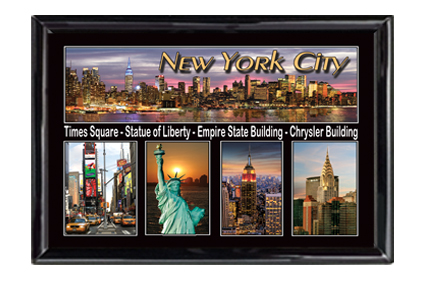 New York City
Times Square - Statue of Liberty - Empire State Building - Chrysler Building